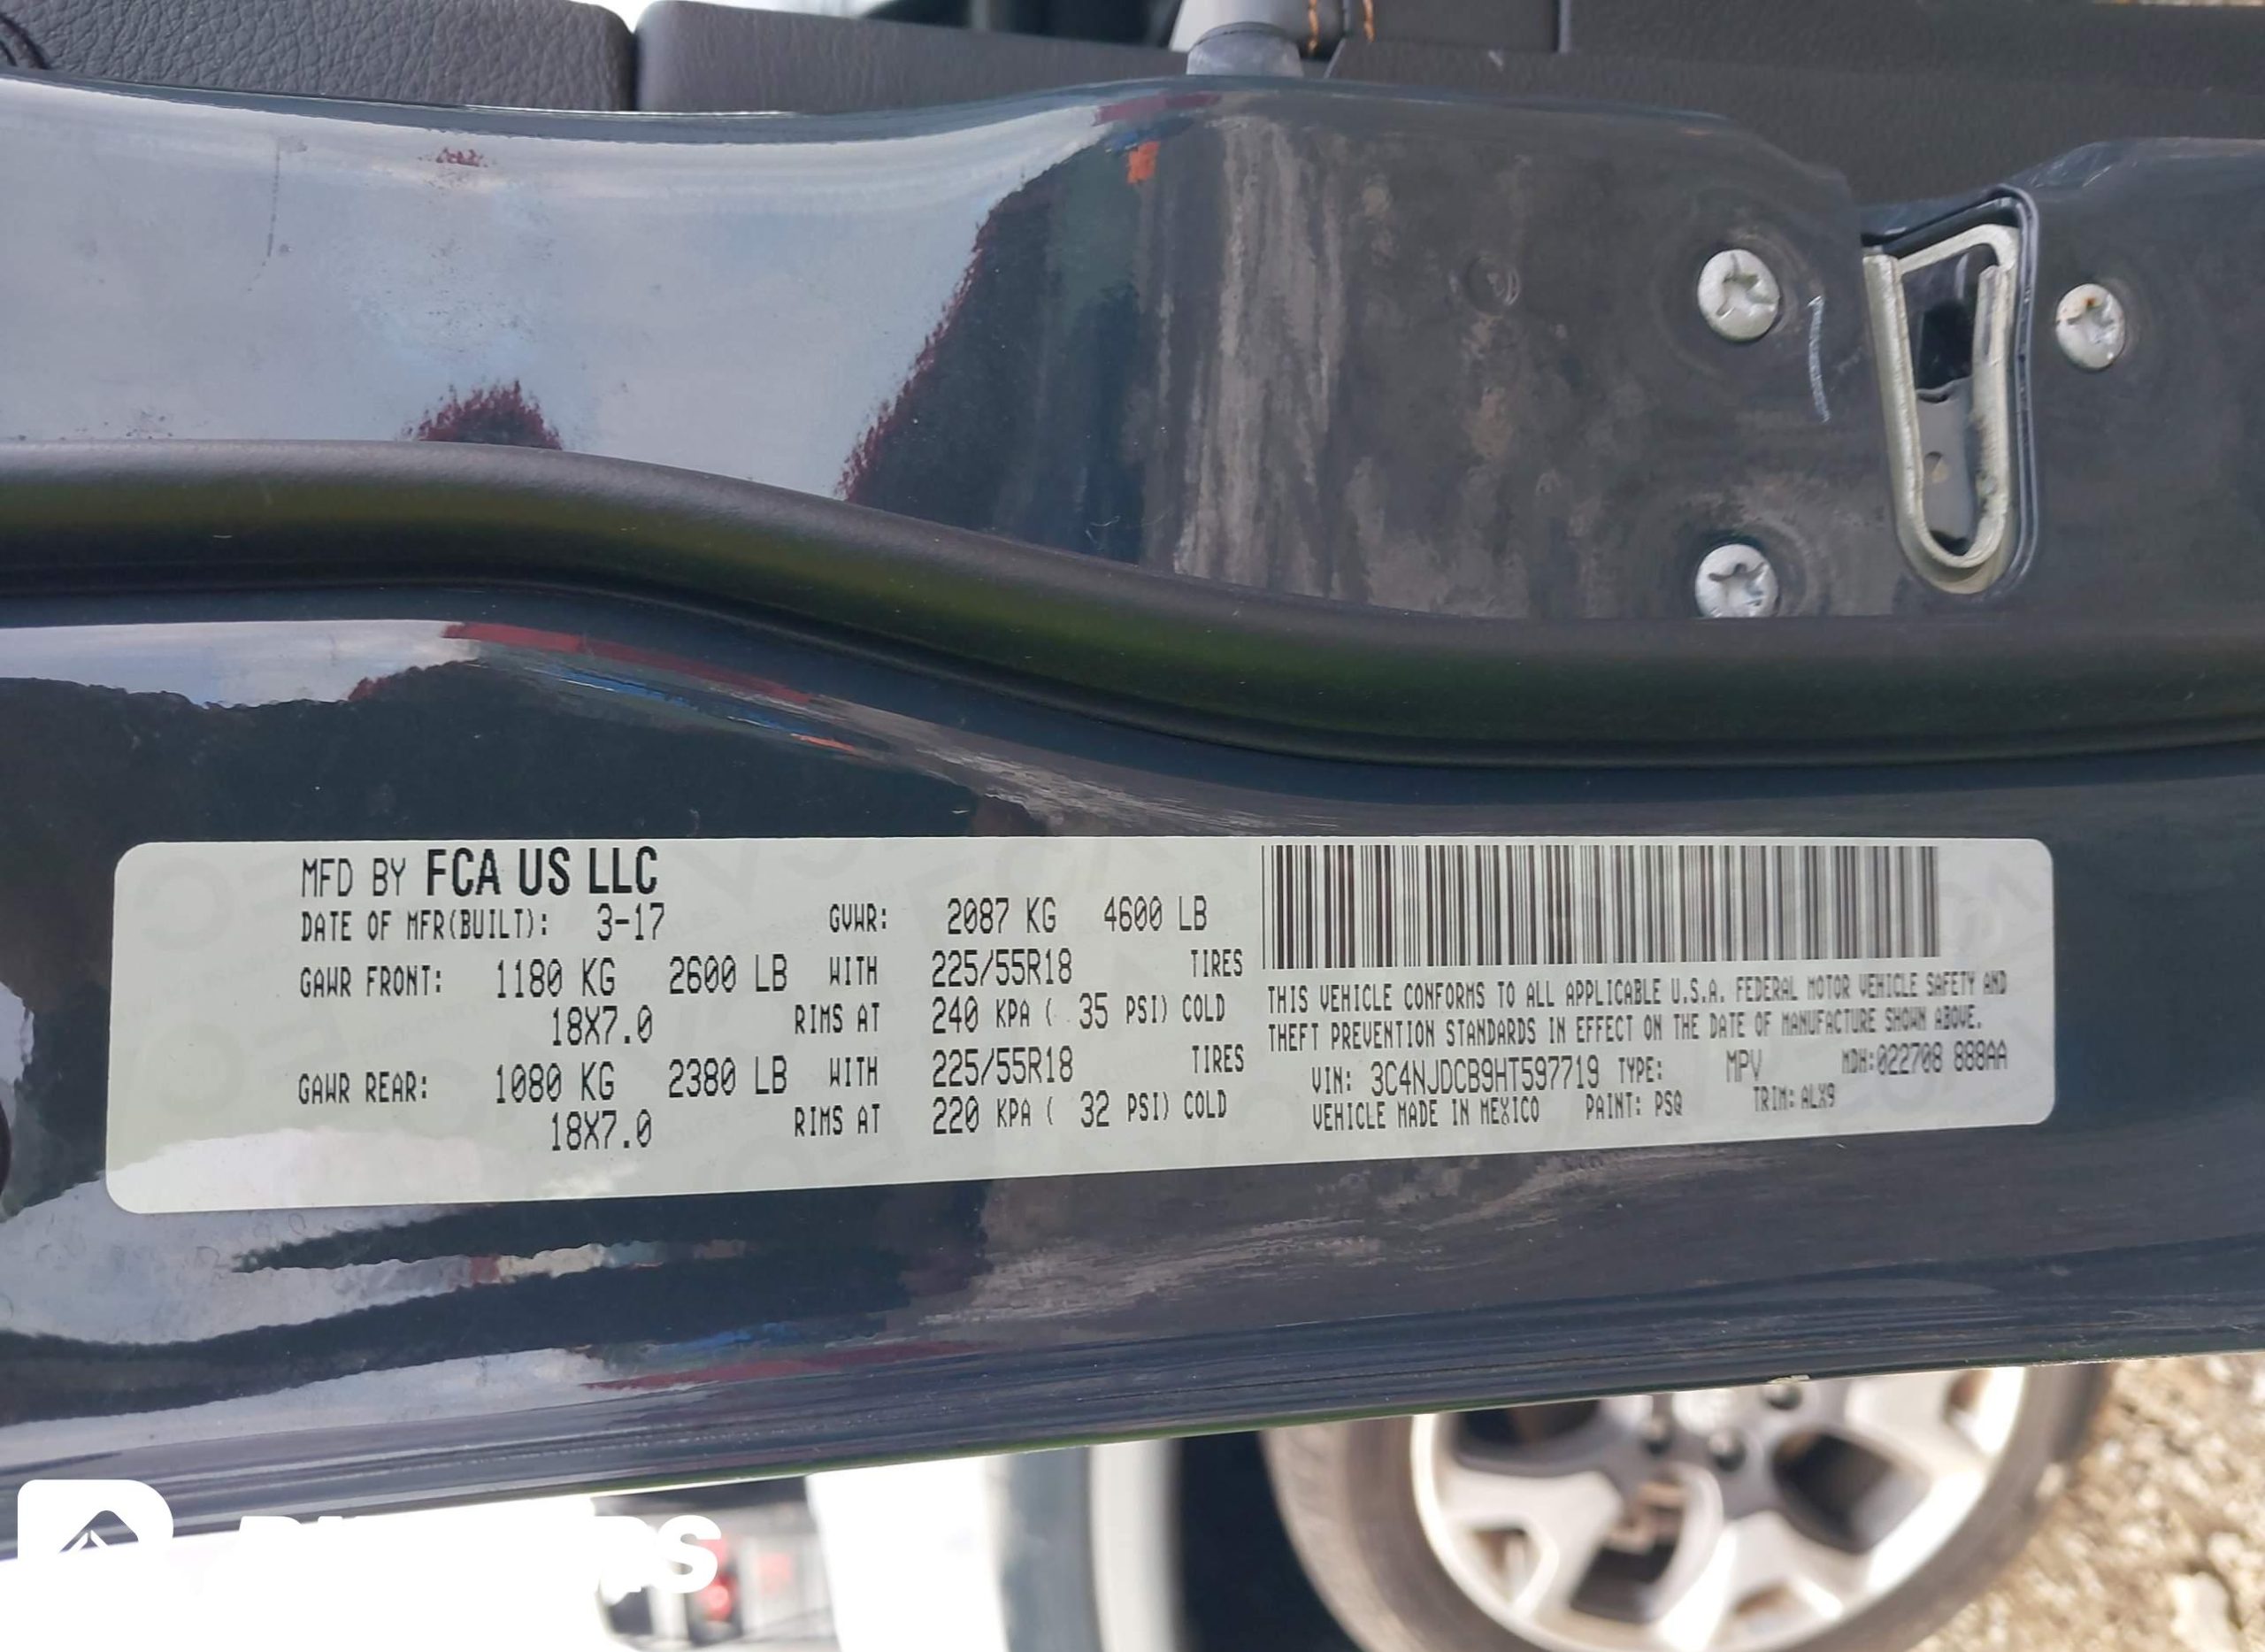 MFD BY FCA US LLC
DATE OF MFR(BUILT): 3-17 GVWR: 2087 KG 4600 LB
GAWR FRONT: 1180 KG 2600 LB WITH 225/55R18 TIRES
18X7.0 RIMS AT 240 KPA ( 35 PSI) COLD
GAWR REAR: 1080 KG 2380 LB WITH 225/55R18 TIRES
18X7.0 RIMS AT 220 KPA ( 32 PSI) COLD
THIS VEHICLE CONFORMS TO ALL APPLICABLE U.S.A. FEDERAL MOTOR VEHICLE SAFETY AND
THEFT PREVENTION STANDARDS IN EFFECT ON THE DATE OF MANUFACTURE SHOWN ABOVE.
VIN: 3C4NJDCB9HT597719 TYPE: MPV MDH:022708 888AA
VEHICLE MADE IN MEXICO PAINT: PSQ TRIM: ALX9